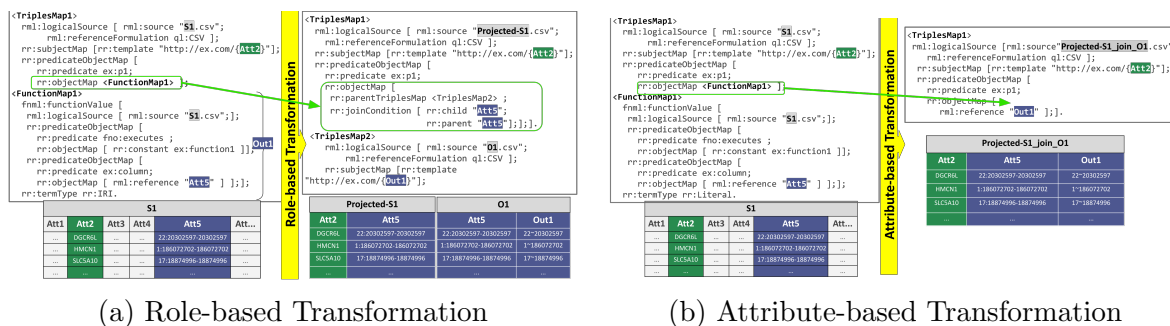 <TriplesMap1>
rml:logicalSource [ rml:source "S1.csv";
rml:referenceFormulation ql:CSV ];
rr:subjectMap [rr:template "http://ex.com/{Att2}"];
rr:predicateObjectMap [
rr:predicate ex:p1;
rr:objectMap <FunctionMap1> ];
<FunctionMap1>
fnml:functionValue [
rml:logicalSource [ rml:source "S1.csv";];
rr:predicateObjectMap [
rr:predicate fno:executes ;
rr:objectMap [ rr:constant ex:function1 ]];
rr:predicateObjectMap [
rr:predicate ex:column;
rr:objectMap [ rml:reference "Att5" ] ];];
rr:termType rr:IRI.
Out1
S1
Att1 Att2 Att3 Att4 Att5 Att...
... DGCR6L ... ... 22:20302597-20302597 ...
... HMCN1 ... ... 1:186072702-186072702 ...
... SLC5A10 ... ... 17:18874996-18874996 ...
... ... ... ... ... ...
Role-based Transformation
<TriplesMap1>
rml:logicalSource [ rml:source "Projected-S1.csv";
rml:referenceFormulation ql:CSV ];
rr:subjectMap [rr:template "http://ex.com/{Att2}"];
rr:predicateObjectMap [
rr:predicate ex:p1;
rr:objectMap [
rr:parentTriplesMap <TriplesMap2> ;
rr:joinCondition [ rr:child "Att5";
rr:parent "Att5"];];].
<TriplesMap2>
rml:logicalSource [ rml:source "O1.csv";
rml:referenceFormulation ql:CSV ];
rr:subjectMap [rr:template
"http://ex.com/{Out1}"];
Projected-S1 O1
Att2 Att5 Att5 Out1
DGCR6L 22:20302597-20302597 22:20302597-20302597 22~20302597
HMCN1 1:186072702-186072702 1:186072702-186072702 1~186072702
SLC5A10 17:18874996-18874996 17:18874996-18874996 17~18874996
... ... ... ...
(a) Role-based Transformation
<TriplesMap1>
rml:logicalSource [ rml:source "S1.csv;
rml:referenceFormulation ql:CSV ];
rr:subjectMap [rr:template "http://ex.com/{Att2}"];
rr:predicateObjectMap [
rr:predicate ex:p1;
rr:objectMap <FunctionMap1> ];
<FunctionMap1>
fnml:functionValue [
rml:logicalSource [ rml:source "S1.csv";];
rr:predicateObjectMap [
rr:predicate fno:executes ;
rr:objectMap [ rr:constant ex:function1 ]];
rr:predicateObjectMap [
rr:predicate ex:column;
rr:objectMap [ rml:reference "Att5" ] ];];
rr:termType rr:Literal.
S1
Att1 Att2 Att3 Att4 Att5 Att...
... DGCR6L ... ... 22:20302597-20302597 ...
... HMCN1 ... ... 1:186072702-186072702 ...
... SLC5A10 ... ... 17:18874996-18874996 ...
... ... ... ... ... ...
Attribute-based Transformation
<TriplesMap1>
rml:logicalSource [rml:source"Projected-S1_join_O1.csv";
rml:referenceFormulation ql:CSV ];
rr:subjectMap [rr:template "http://ex.com/{Att2}"];
rr:predicateObjectMap [
rr:predicate ex:p1;
rr:objectMap [
rml:reference "Out1" ];].
Projected-S1_join_O1
Att2 Att5 Out1
DGCR6L 22:20302597-20302597 22~20302597
HMCN1 1:186072702-186072702 1~186072702
SLC5A10 17:18874996-18874996 17~18874996
... ... ...
(b) Attribute-based Transformation